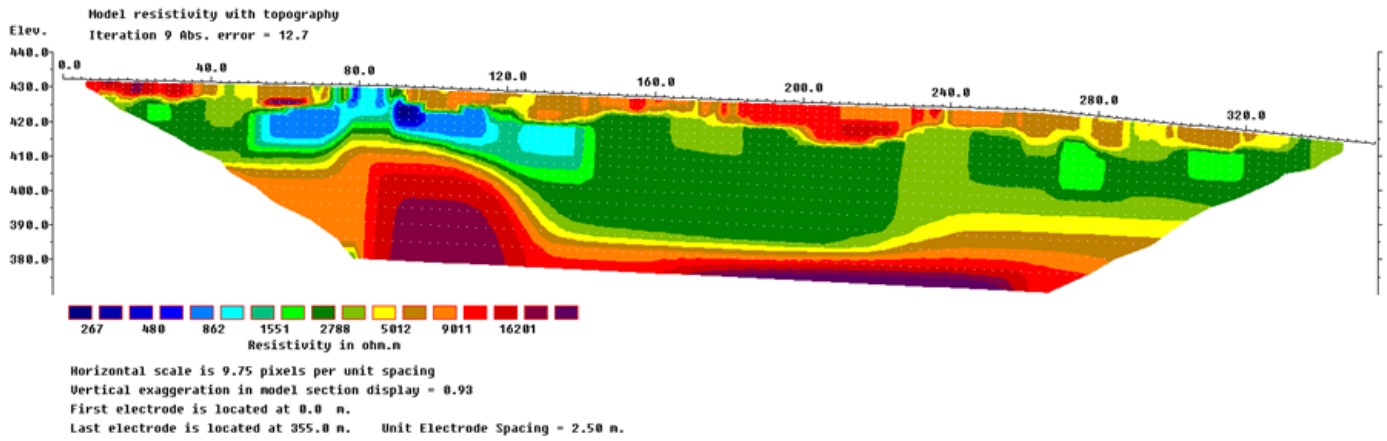 Model resistivity with topography
Elev. Iteration 9 Abs. error = 12.7
440.0
0.0 40.0 80.0 120.0 160.0 200.0 240.0 280.0 320.0
430.0
420.0
410.0
400.0
390.0
380.0
267 480 862 1551 2788 5012 9011 16201
Resistivity in ohm.m
Horizontal scale is 9.75 pixels per unit spacing
Vertical exaggeration in model section display = 0.93
First electrode is located at 0.0 m.
Last electrode is located at 355.0 m. Unit Electrode Spacing = 2.50 m.